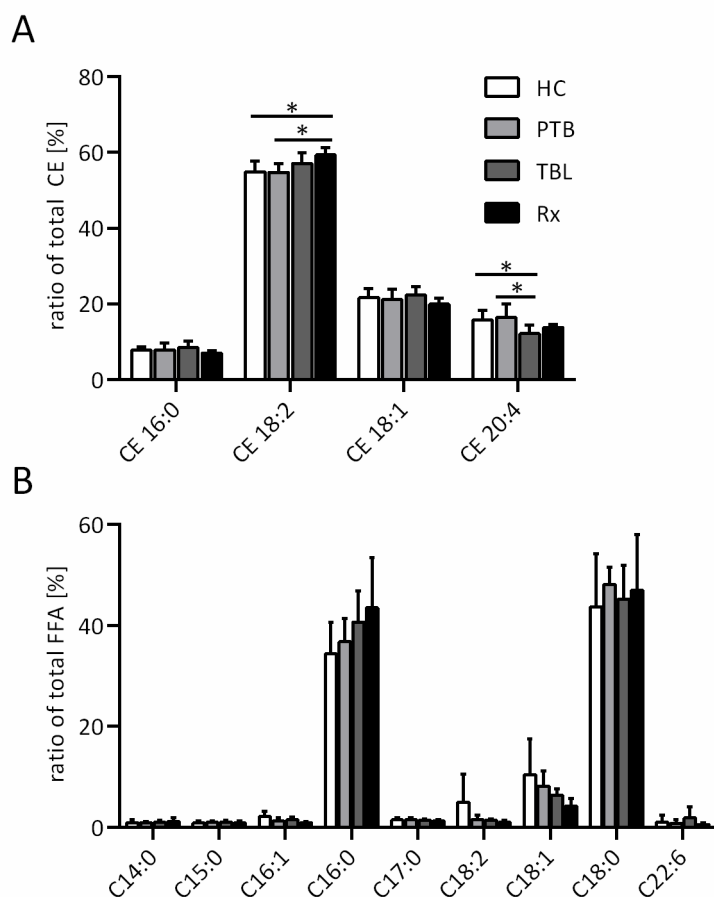 A
ratio of total CE [%]
80
60
40
20
0
*
*
*
*
HC
PTB
TBL
Rx
CE 16:0
CE 18:2
CE 18:1
CE 20:4
B
ratio of total FFA [%]
60
40
20
0
C14:0
C15:0
C16:1
C16:0
C17:0
C18:2
C18:1
C18:0
C22:6